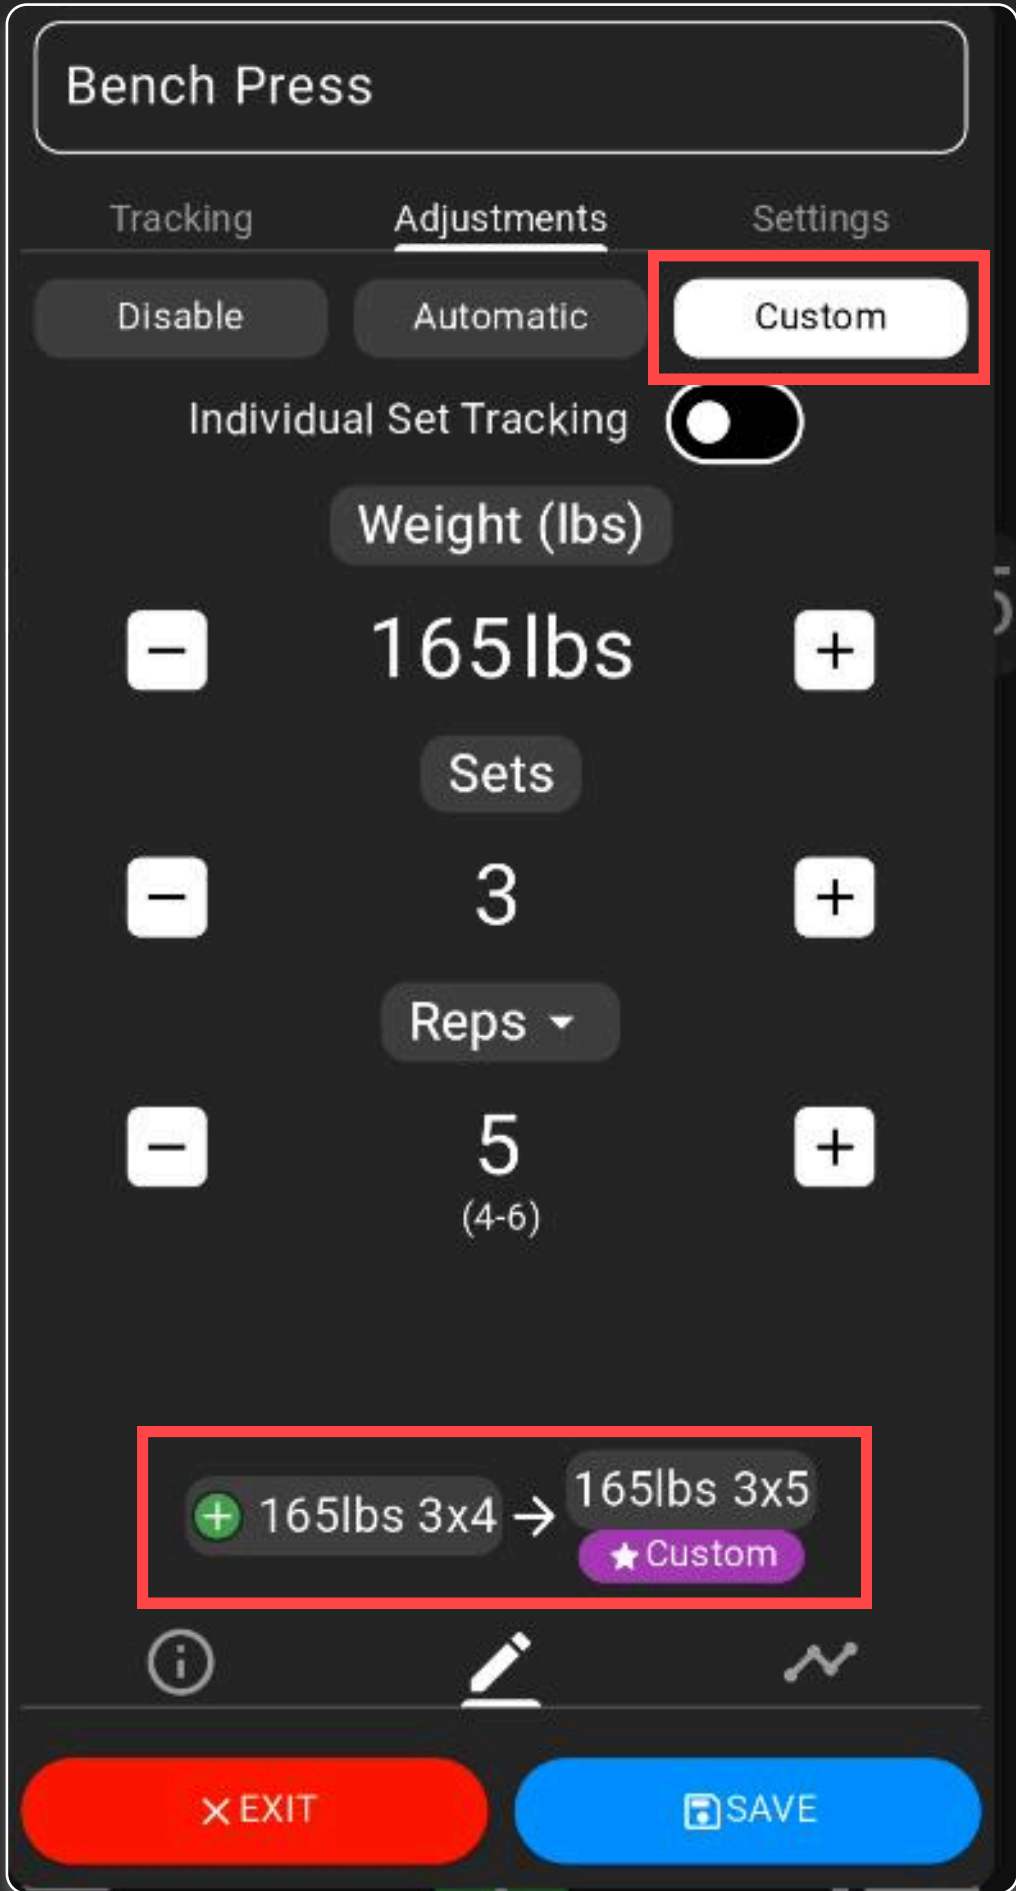 Bench Press
Tracking Adjustments Settings
Disable Automatic Custom
Individual Set Tracking
Weight (lbs)
− 165lbs +
Sets
− 3 +
Reps
− 5 +
(4-6)
165lbs 3x4 → 165lbs 3x5
Custom
EXIT SAVE